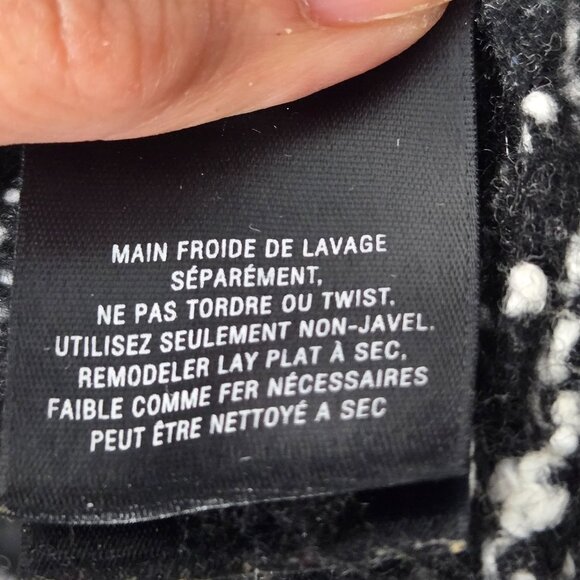 MAIN FROIDE DE LAVAGE
SÉPARÉMENT,
NE PAS TORDRE OU TWIST.
UTILISEZ SEULEMENT NON-JAVEL.
REMODELER LAY PLAT À SEC,
FAIBLE COMME FER NÉCESSAIRES
PEUT ÊTRE NETTOYÉ A SEC